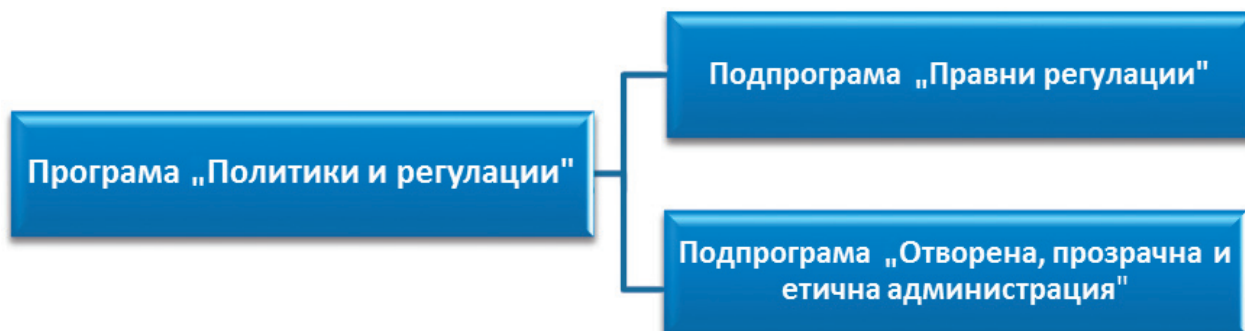 Програма „Политики и регулации"
Подпрограма „Правни регулации"
Подпрограма „Отворена, прозрачна и
етична администрация"